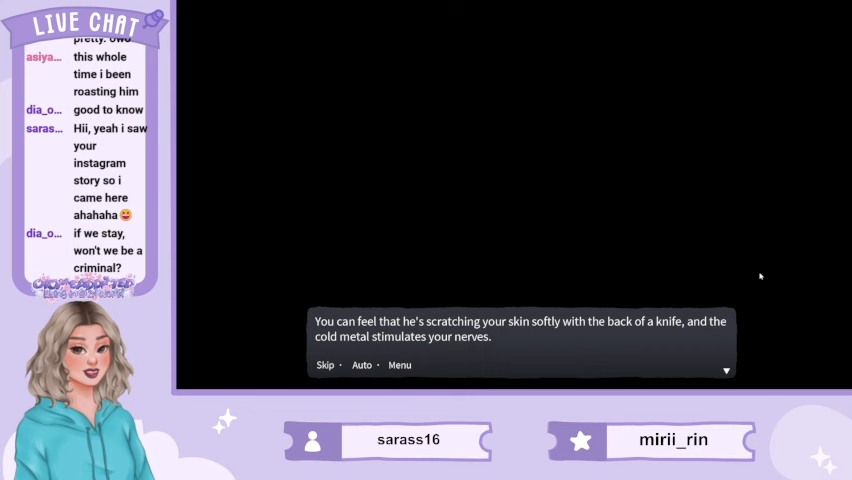 LIVE CHAT
pretty. owo
asiya... this whole
time i been
roasting him
dia_o... good to know
saras... Hii, yeah i saw
your
instagram
story so i
came here
ahahaha😄
dia_o... if we stay,
won't we be a
criminal?
You can feel that he's scratching your skin softly with the back of a knife, and the
cold metal stimulates your nerves.
Skip · Auto · Menu
sarass16
mirii_rin